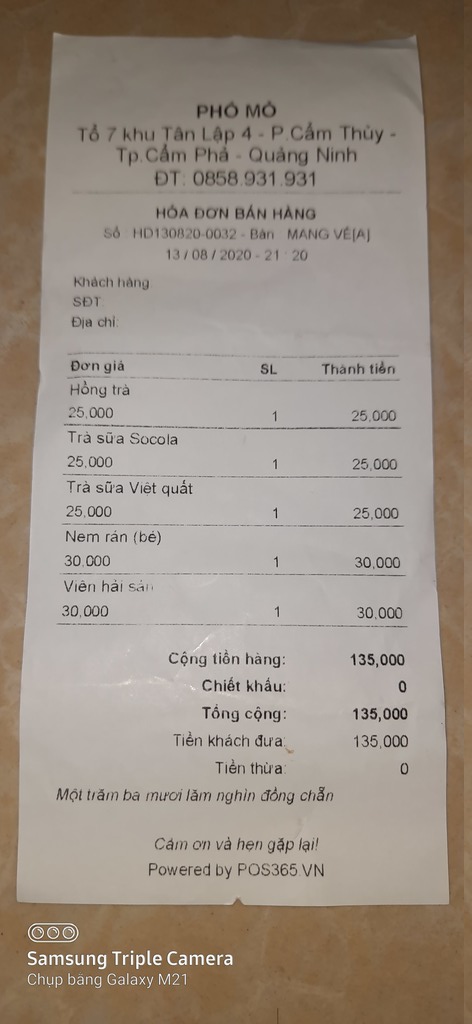 PHỐ MÓ
Tổ 7 khu Tân Lập 4 - P.Cẩm Thủy -
Tp.Cẩm Phả - Quảng Ninh
ĐT: 0858.931.931
HÓA ĐƠN BÁN HÀNG
Số : HD130820-0032 - Bàn : MANG VỀ[A]
13 / 08 / 2020 - 21 : 20
Khách hàng
SĐT:
Địa chỉ:
Đơn giá SL Thành tiền
Hồng trà
25,000 1 25,000
Trà sữa Socola
25,000 1 25,000
Trà sữa Việt quất
25,000 1 25,000
Nem rán (bé)
30,000 1 30,000
Viên hải sản
30,000 1 30,000
Cộng tiền hàng: 135,000
Chiết khấu: 0
Tổng cộng: 135,000
Tiền khách đưa: 135,000
Tiền thừa: 0
Một trăm ba mươi lăm nghìn đồng chẵn
Cảm ơn và hẹn gặp lại!
Powered by POS365.VN
Samsung Triple Camera
Chụp bằng Galaxy M21